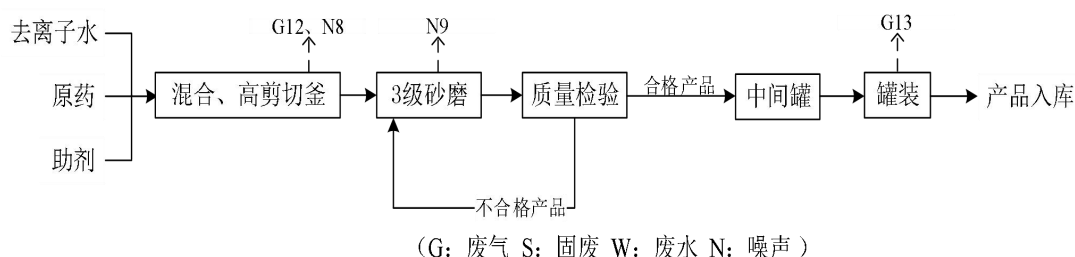 去离子水
原药
助剂
G12、N8
混合、高剪切釜
N9
3级砂磨
质量检验
合格产品
中间罐
G13
罐装
产品入库
不合格产品
（G：废气 S：固废 W：废水 N：噪声 ）